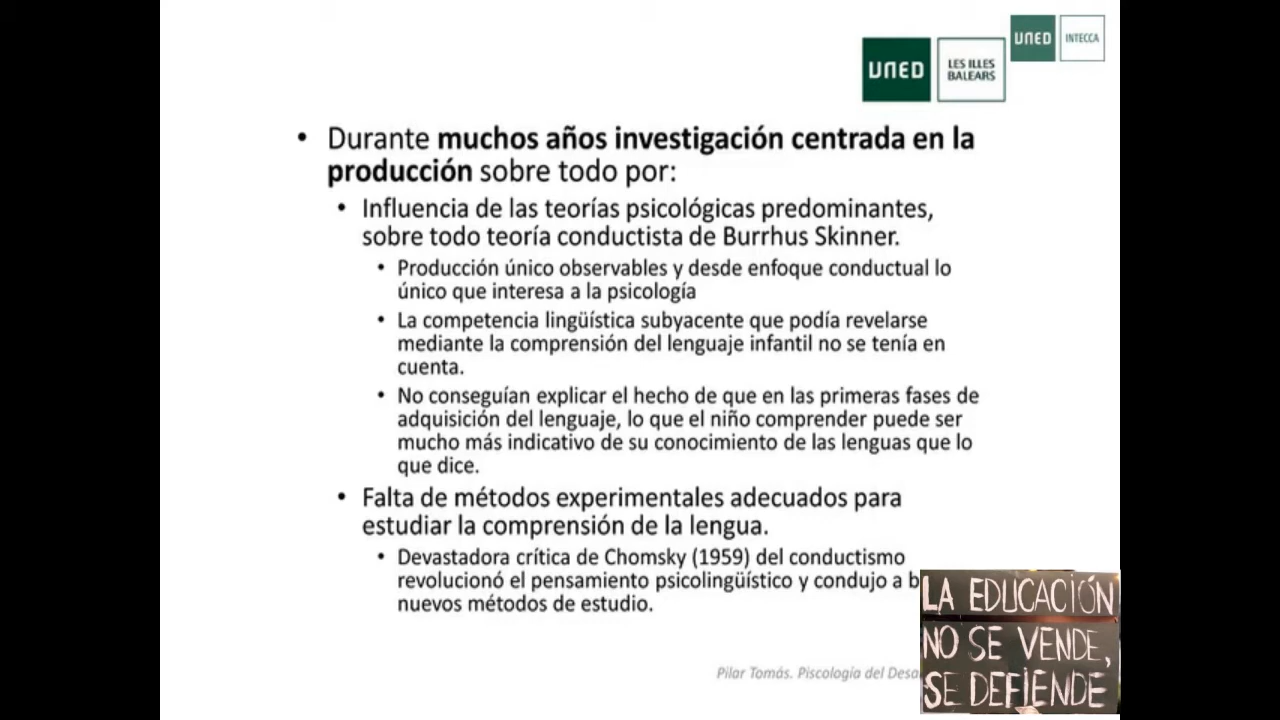 UNED INTECCA
UNED LES ILLES
BALEARS
• Durante muchos años investigación centrada en la
producción sobre todo por:
• Influencia de las teorías psicológicas predominantes,
sobre todo teoría conductista de Burrhus Skinner.
• Producción único observables y desde enfoque conductual lo
único que interesa a la psicología
• La competencia lingüística subyacente que podía revelarse
mediante la comprensión del lenguaje infantil no se tenía en
cuenta.
• No conseguían explicar el hecho de que en las primeras fases de
adquisición del lenguaje, lo que el niño comprender puede ser
mucho más indicativo de su conocimiento de las lenguas que lo
que dice.
• Falta de métodos experimentales adecuados para
estudiar la comprensión de la lengua.
• Devastadora crítica de Chomsky (1959) del conductismo
revolucionó el pensamiento psicolingüístico y condujo a
nuevos métodos de estudio.
Pilar Tomás. Piscología del
LA EDUCACIÓN
NO SE VENDE,
SE DEFIENDE